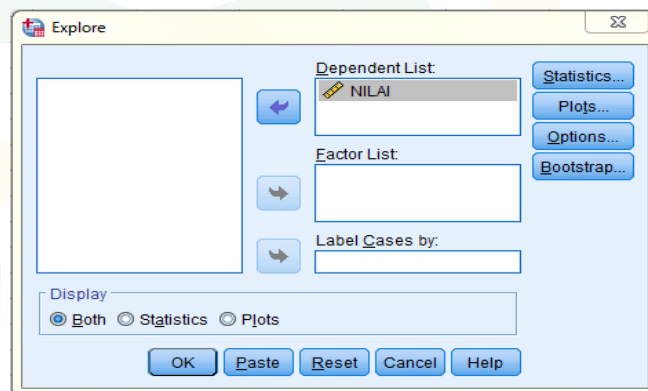 Explore
Dependent List:
NILAI
Statistics...
Plots...
Options...
Bootstrap...
Factor List:
Label Cases by:
Display
Both Statistics Plots
OK Paste Reset Cancel Help